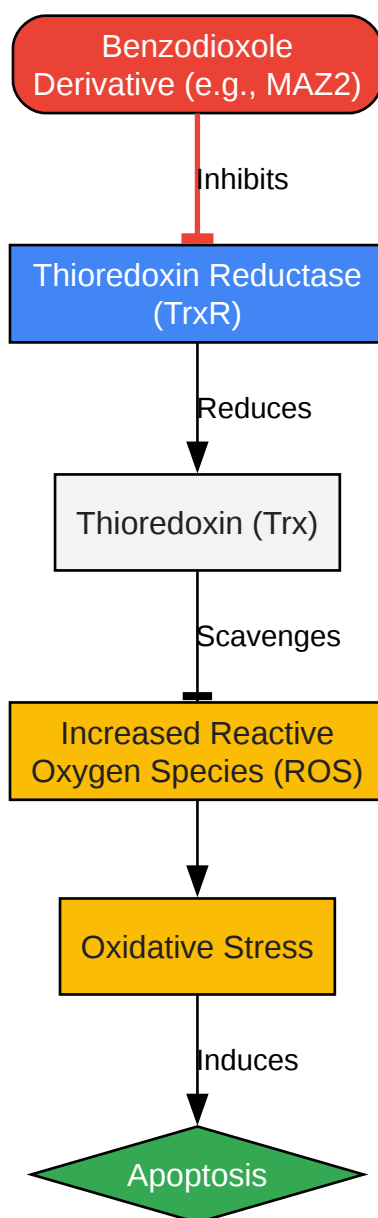 Benzodioxole
Derivative (e.g., MAZ2)
Inhibits
Thioredoxin Reductase
(TrxR)
Reduces
Thioredoxin (Trx)
Scavenges
Increased Reactive
Oxygen Species (ROS)
Oxidative Stress
Induces
Apoptosis